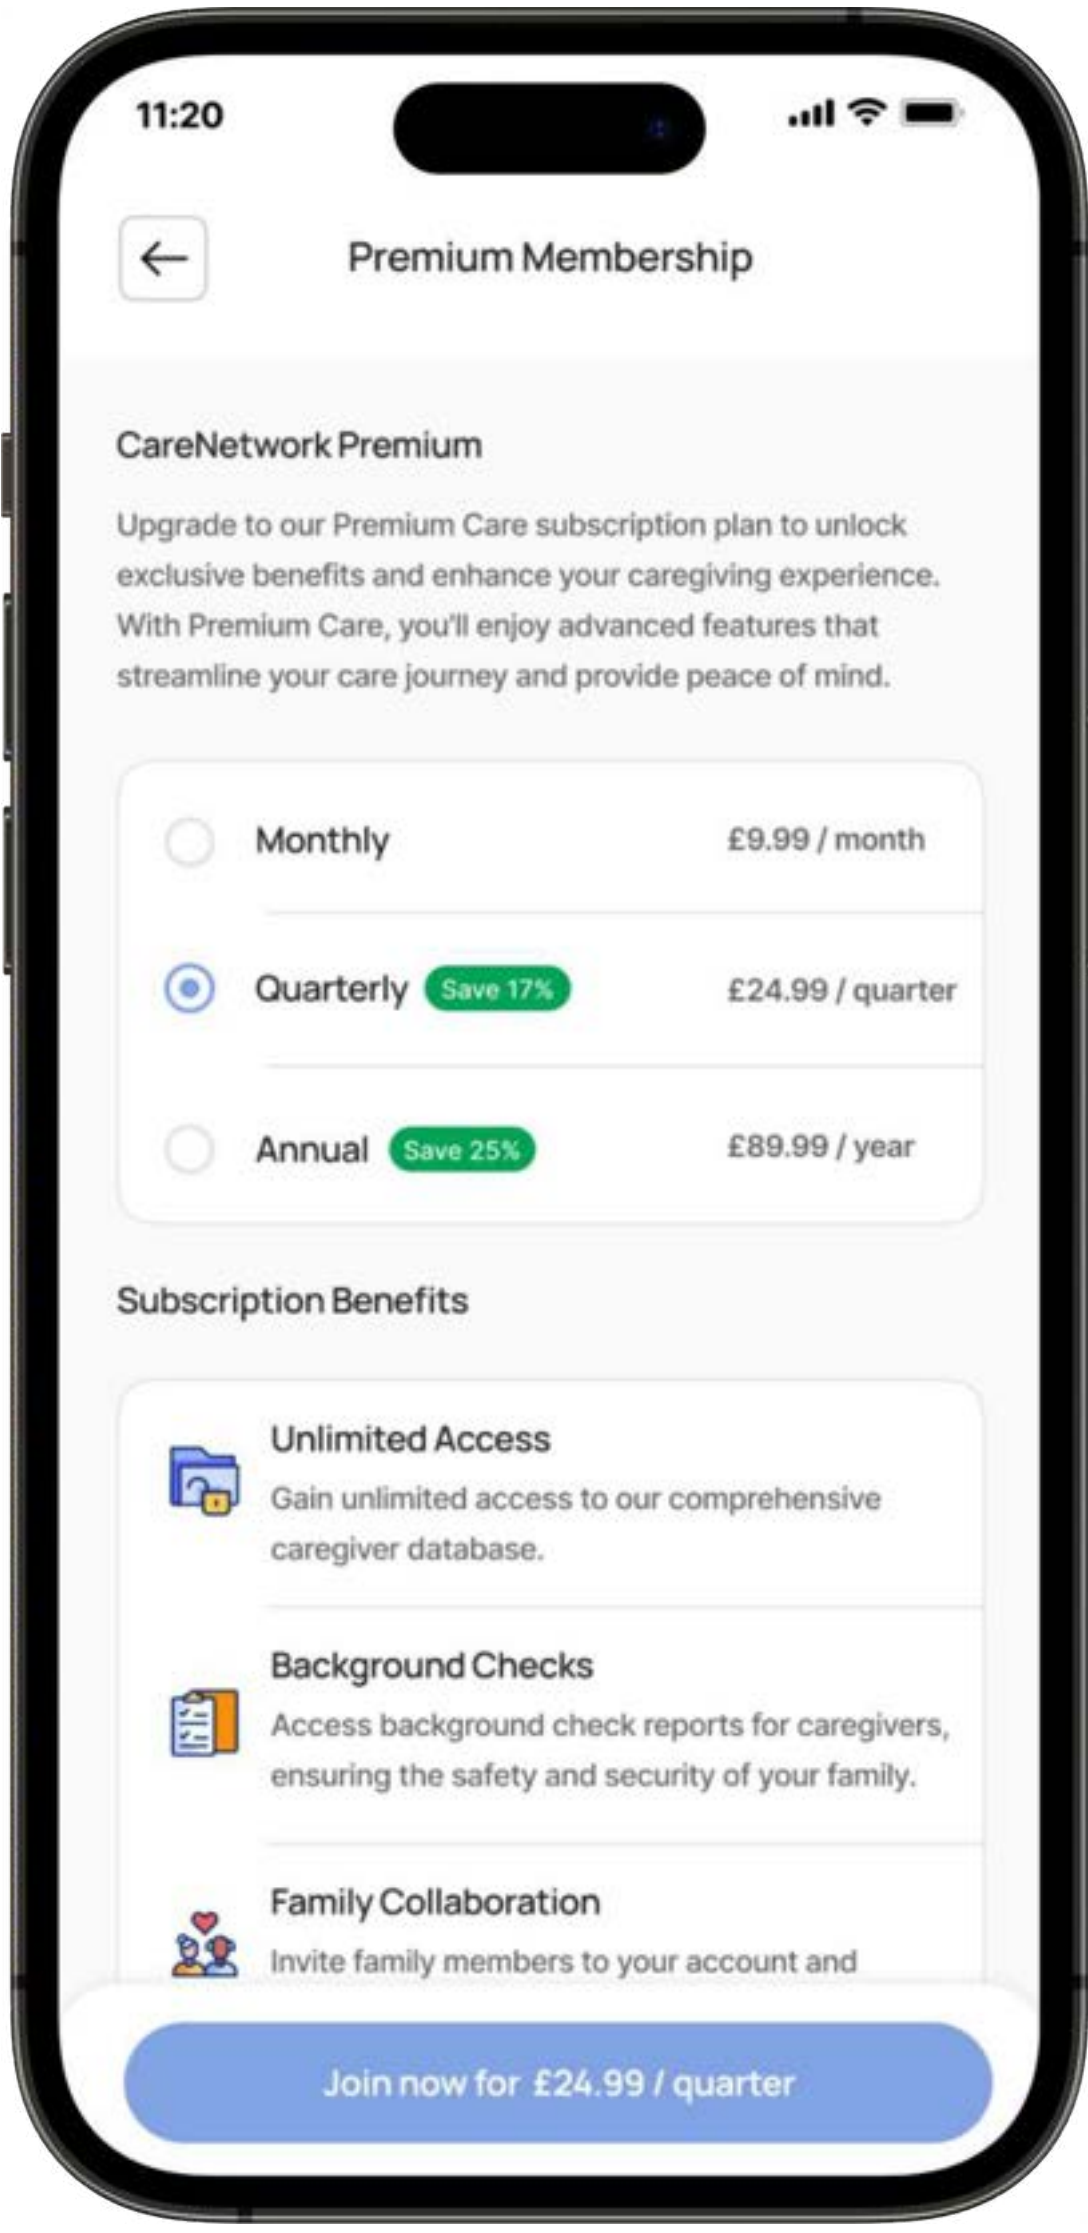 11:20
Premium Membership
CareNetwork Premium
Upgrade to our Premium Care subscription plan to unlock
exclusive benefits and enhance your caregiving experience.
With Premium Care, you'll enjoy advanced features that
streamline your care journey and provide peace of mind.
Monthly £9.99 / month
Quarterly Save 17% £24.99 / quarter
Annual Save 25% £89.99 / year
Subscription Benefits
Unlimited Access
Gain unlimited access to our comprehensive
caregiver database.
Background Checks
Access background check reports for caregivers,
ensuring the safety and security of your family.
Family Collaboration
Invite family members to your account and
Join now for £24.99 / quarter